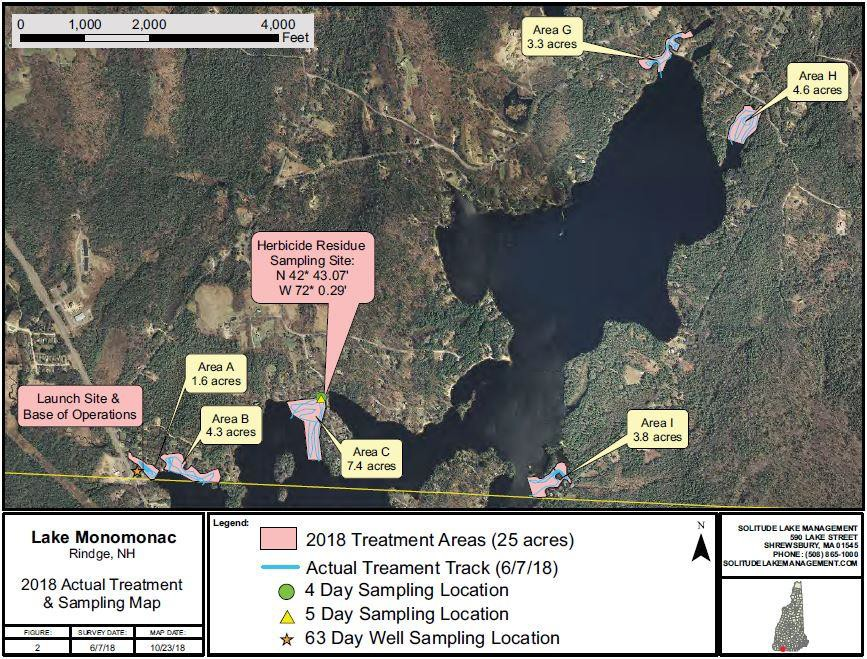 0 1,000 2,000 4,000
Feet
Area G
3.3 acres
Area H
4.6 acres
Herbicide Residue
Sampling Site:
N 42* 43.07'
W 72* 0.29'
Area A
1.6 acres
Launch Site &
Base of Operations
Area B
4.3 acres
Area C
7.4 acres
Area I
3.8 acres
Lake Monomonac
Rindge, NH
2018 Actual Treatment
& Sampling Map
FIGURE: SURVEY DATE: MAP DATE:
2 6/7/18 10/23/18
Legend:
2018 Treatment Areas (25 acres)
Actual Treament Track (6/7/18)
4 Day Sampling Location
5 Day Sampling Location
63 Day Well Sampling Location
N
SOLITUDE LAKE MANAGEMENT
590 LAKE STREET
SHREWSBURY, MA 01545
PHONE: (508) 865-1000
SOLITUDELAKEMANAGEMENT.COM